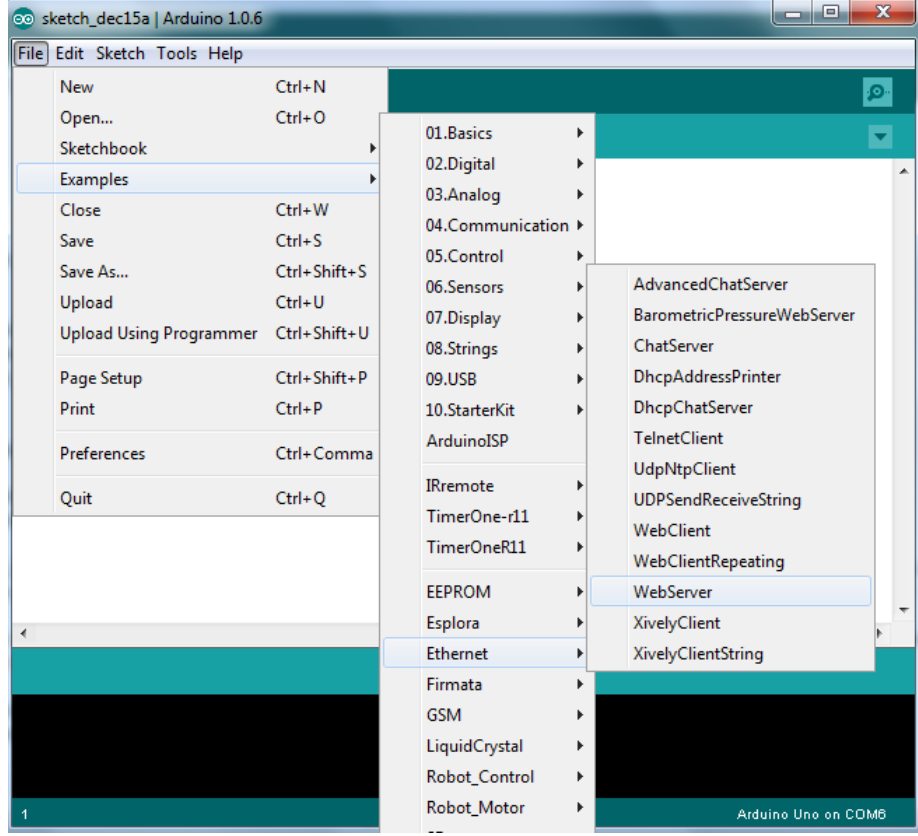 sketch_dec15a | Arduino 1.0.6
File Edit Sketch Tools Help
New Ctrl+N
Open... Ctrl+O
Sketchbook
Examples
Close Ctrl+W
Save Ctrl+S
Save As... Ctrl+Shift+S
Upload Ctrl+U
Upload Using Programmer Ctrl+Shift+U
Page Setup Ctrl+Shift+P
Print Ctrl+P
Preferences Ctrl+Comma
Quit Ctrl+Q
01.Basics
02.Digital
03.Analog
04.Communication
05.Control
06.Sensors
07.Display
08.Strings
09.USB
10.StarterKit
ArduinoISP
IRremote
TimerOne-r11
TimerOneR11
EEPROM
Esplora
Ethernet
Firmata
GSM
LiquidCrystal
Robot_Control
Robot_Motor
AdvancedChatServer
BarometricPressureWebServer
ChatServer
DhcpAddressPrinter
DhcpChatServer
TelnetClient
UdpNtpClient
UDPSendReceiveString
WebClient
WebClientRepeating
WebServer
XivelyClient
XivelyClientString
1
Arduino Uno on COM6